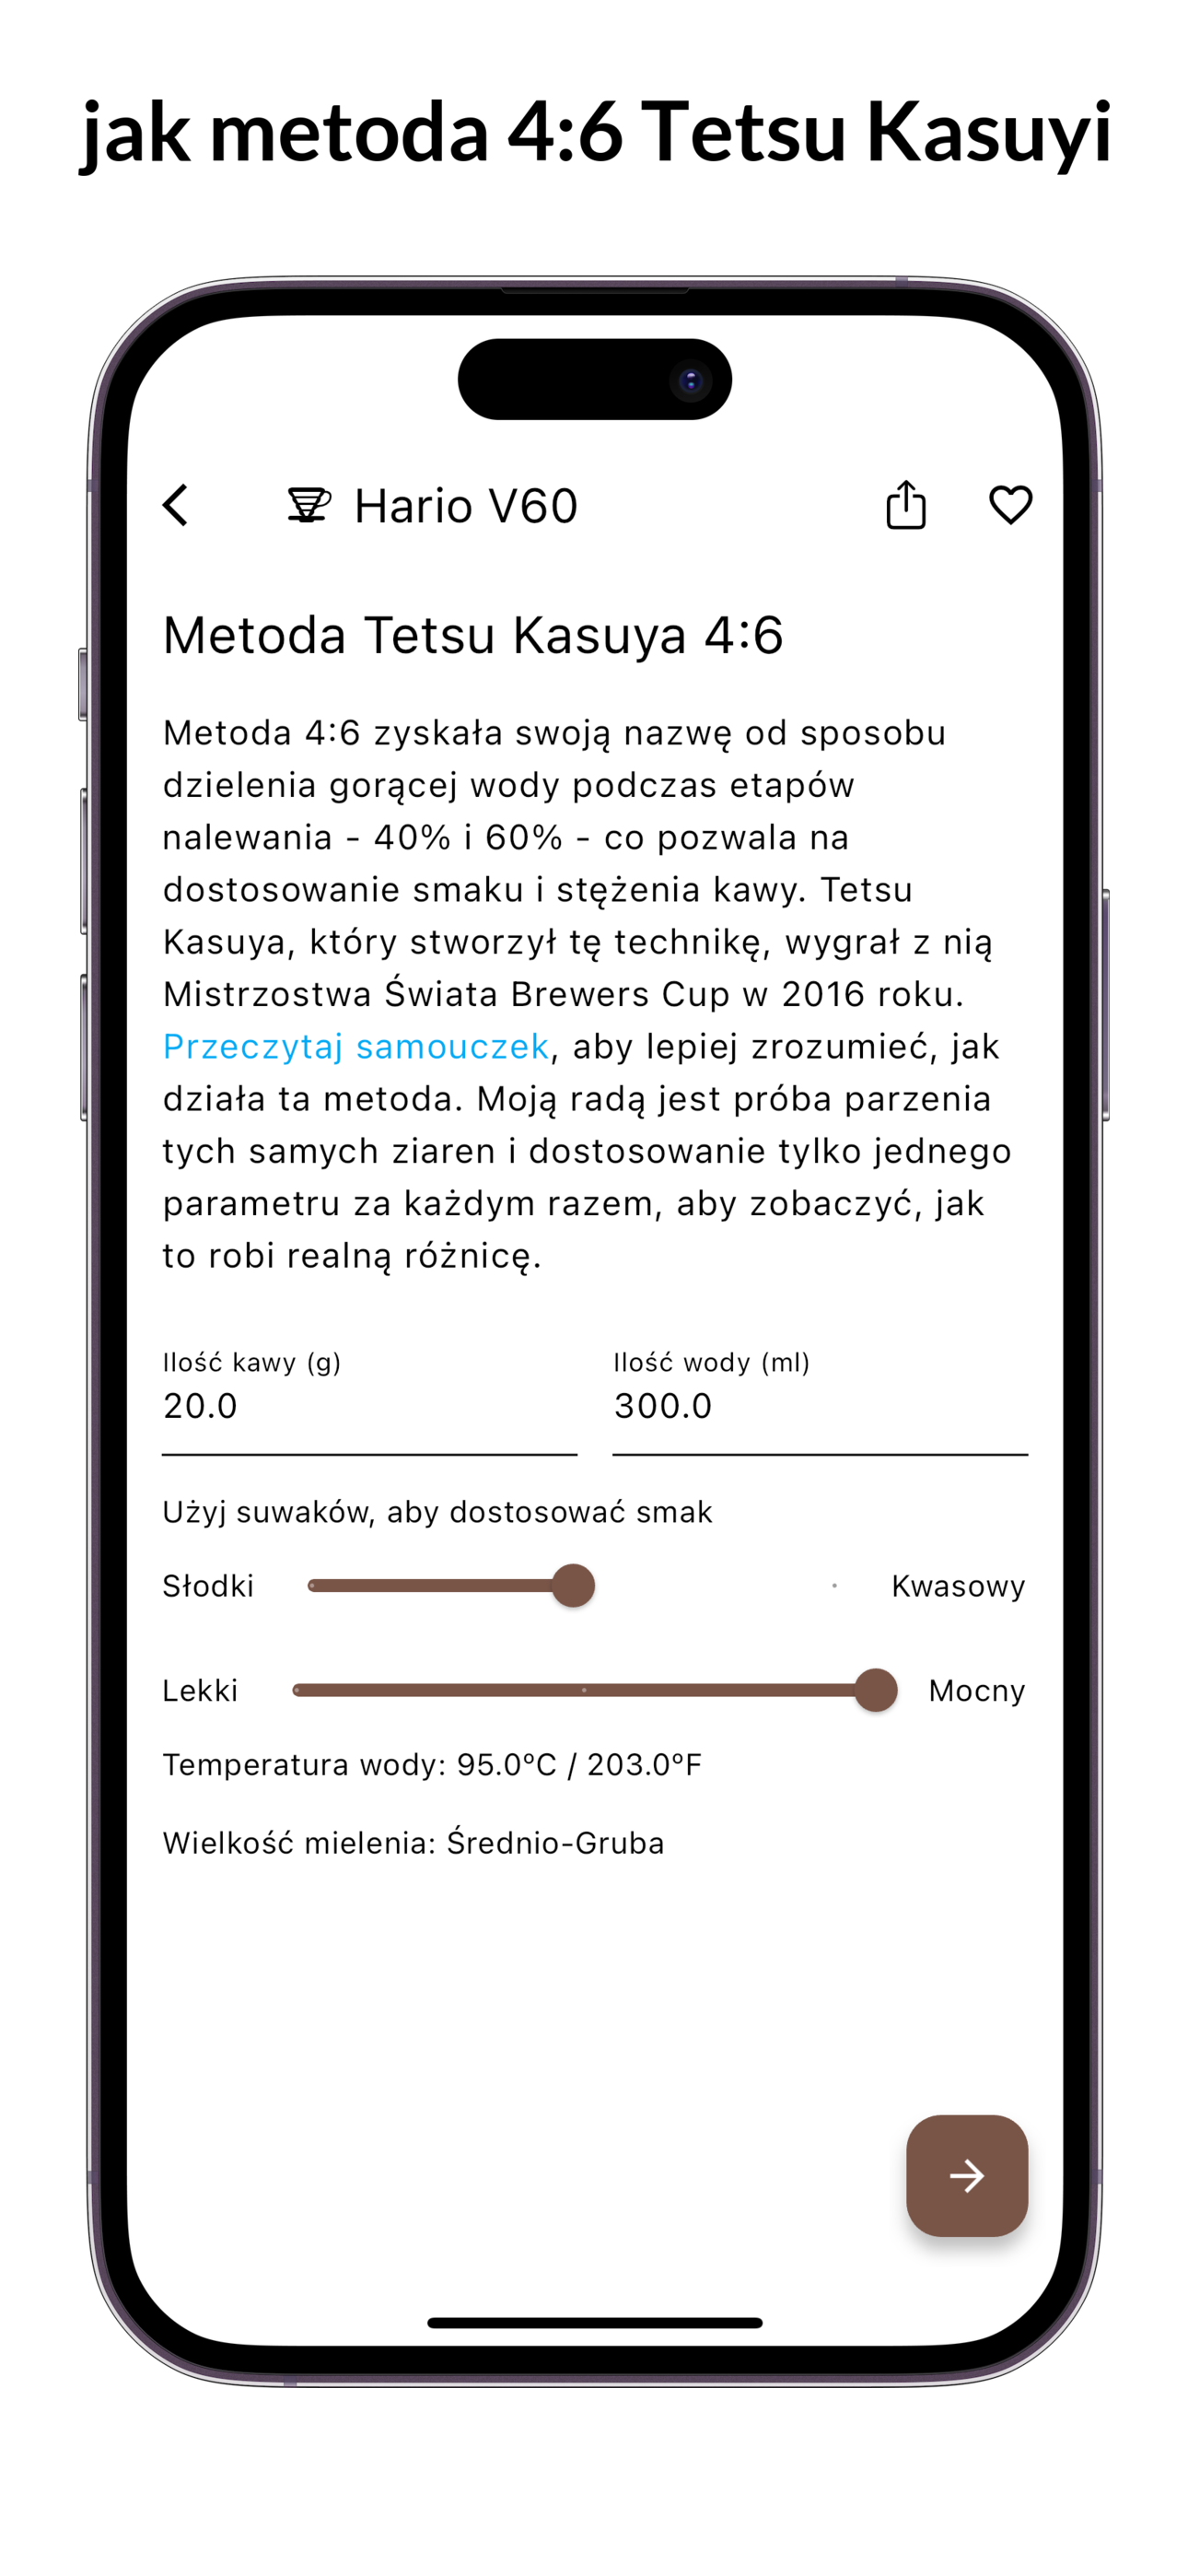 jak metoda 4:6 Tetsu Kasuyi
Hario V60
Metoda Tetsu Kasuya 4:6
Metoda 4:6 zyskała swoją nazwę od sposobu
dzielenia gorącej wody podczas etapów
nalewania - 40% i 60% - co pozwala na
dostosowanie smaku i stężenia kawy. Tetsu
Kasuya, który stworzył tę technikę, wygrał z nią
Mistrzostwa Świata Brewers Cup w 2016 roku.
Przeczytaj samouczek, aby lepiej zrozumieć, jak
działa ta metoda. Moją radą jest próba parzenia
tych samych ziaren i dostosowanie tylko jednego
parametru za każdym razem, aby zobaczyć, jak
to robi realną różnicę.
Ilość kawy (g) Ilość wody (ml)
20.0 300.0
Użyj suwaków, aby dostosować smak
Słodki Kwasowy
Lekki Mocny
Temperatura wody: 95.0ºC / 203.0ºF
Wielkość mielenia: Średnio-Gruba